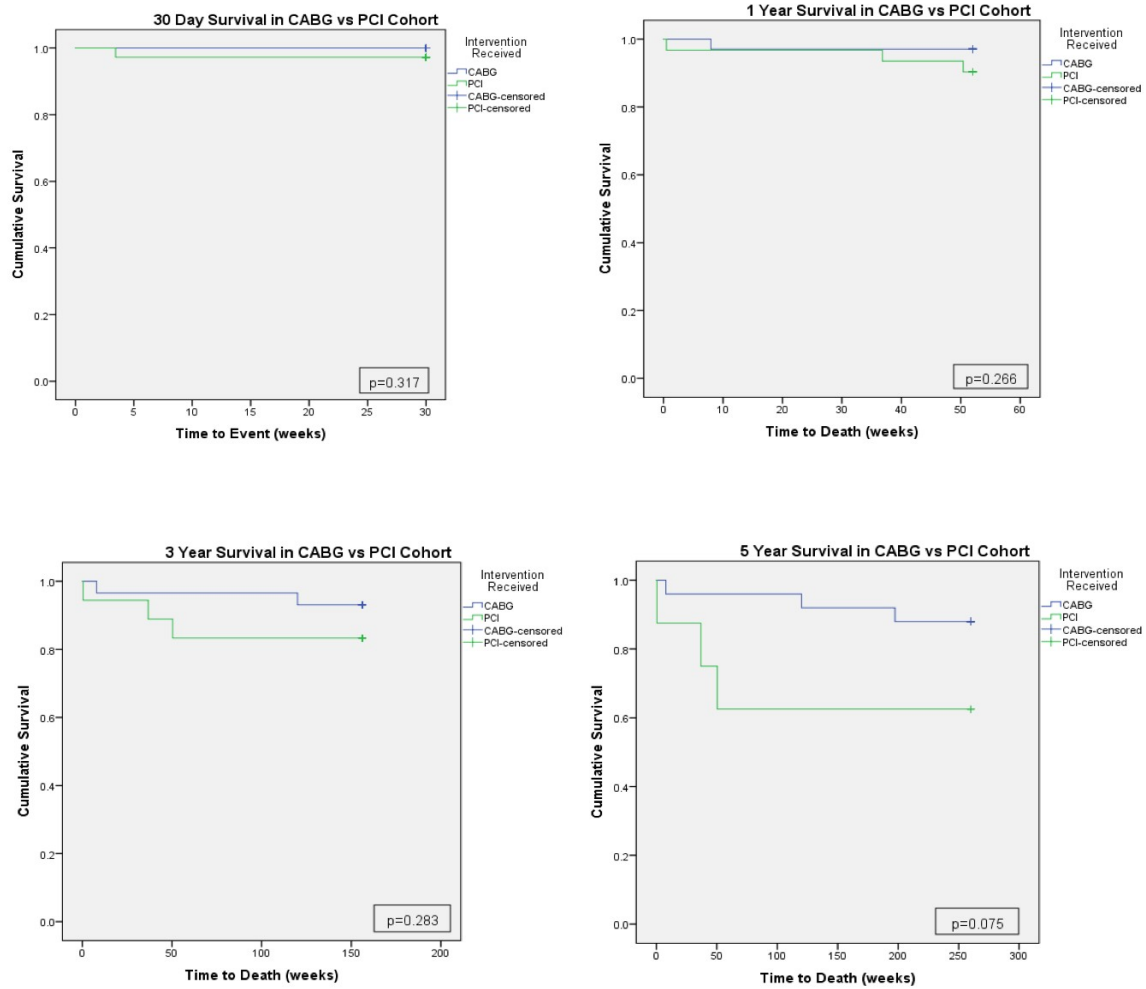 30 Day Survival in CABG vs PCI Cohort
Cumulative Survival
1.0
0.8
0.6
0.4
0.2
0.0
0 5 10 15 20 25 30
Time to Event (weeks)
p=0.317
Intervention
Received
CABG
PCI
CABG-censored
PCI-censored
1 Year Survival in CABG vs PCI Cohort
Cumulative Survival
1.0
0.8
0.6
0.4
0.2
0.0
0 10 20 30 40 50 60
Time to Death (weeks)
p=0.266
Intervention
Received
CABG
PCI
CABG-censored
PCI-censored
3 Year Survival in CABG vs PCI Cohort
Cumulative Survival
1.0
0.8
0.6
0.4
0.2
0.0
0 50 100 150 200
Time to Death (weeks)
p=0.283
Intervention
Received
CABG
PCI
CABG-censored
PCI-censored
5 Year Survival in CABG vs PCI Cohort
Cumulative Survival
1.0
0.8
0.6
0.4
0.2
0.0
0 50 100 150 200 250 300
Time to Death (weeks)
p=0.075
Intervention
Received
CABG
PCI
CABG-censored
PCI-censored